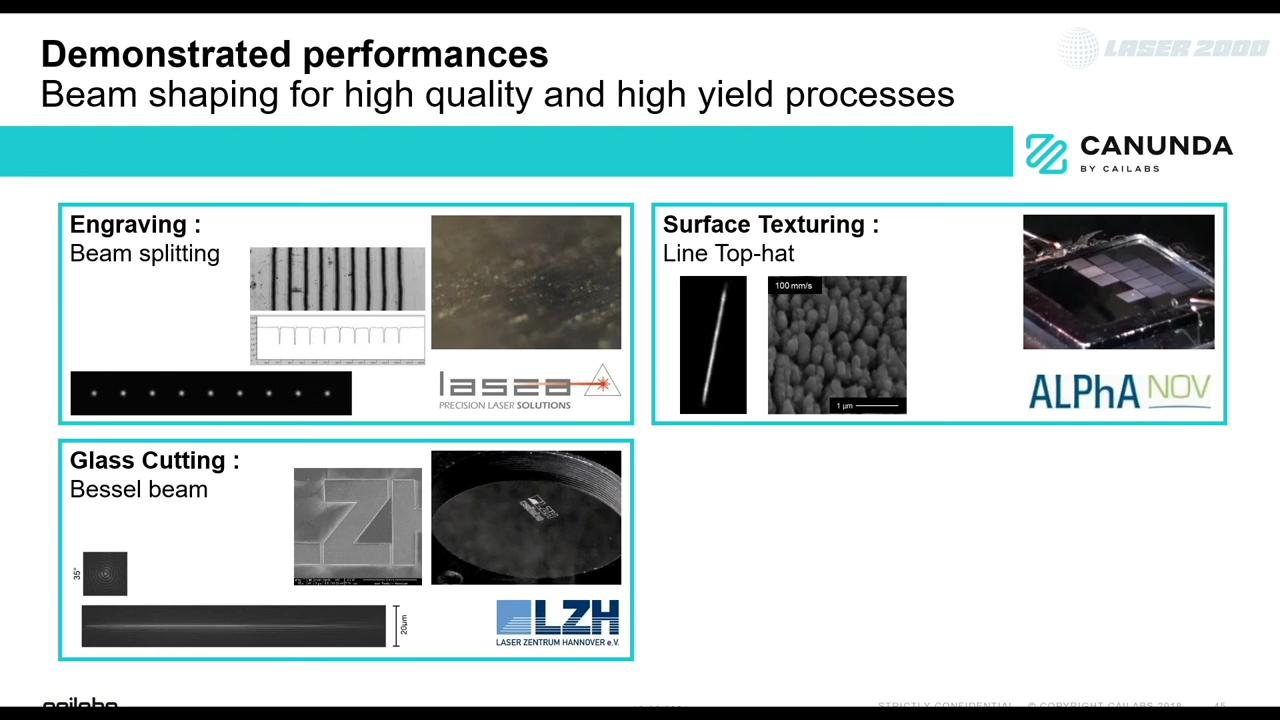 Demonstrated performances
Beam shaping for high quality and high yield processes
LASER 2000
CANUNDA
BY CAILABS
Engraving :
Beam splitting
lasea
PRECISION LASER SOLUTIONS
Surface Texturing :
Line Top-hat
100 mm/s
1 µm
ALPhA NOV
Glass Cutting :
Bessel beam
35°
20µm
LZH
LASER ZENTRUM HANNOVER e.V.
cailabs
STRICTLY CONFIDENTIAL © COPYRIGHT CAILABS 2018 45